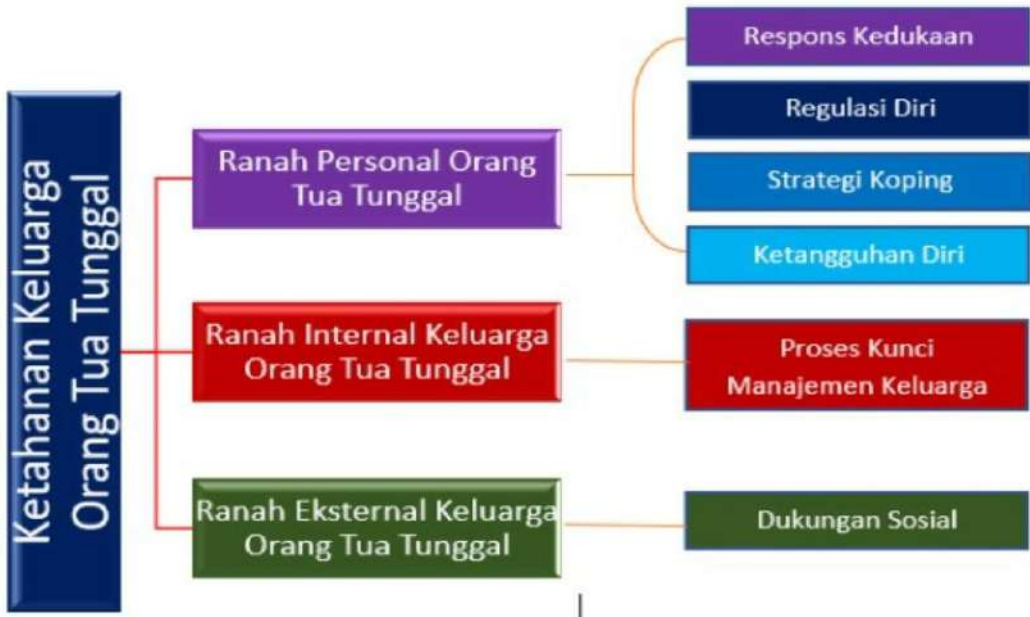 Ketahanan Keluarga
Orang Tua Tunggal
Ranah Personal Orang
Tua Tunggal
Respons Kedukaan
Regulasi Diri
Strategi Koping
Ketangguhan Diri
Ranah Internal Keluarga
Orang Tua Tunggal
Proses Kunci
Manajemen Keluarga
Ranah Eksternal Keluarga
Orang Tua Tunggal
Dukungan Sosial